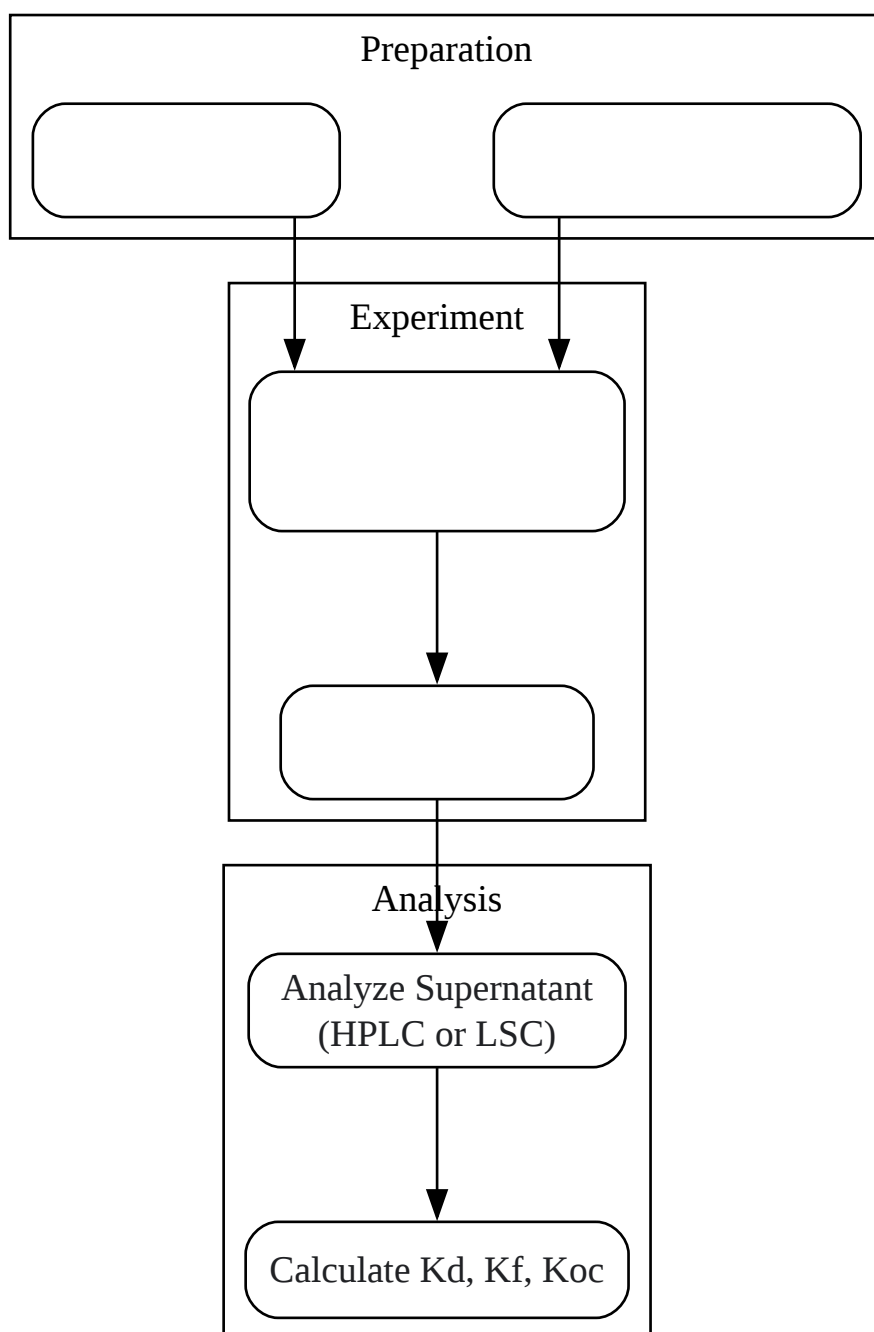 Preparation
Experiment
Analysis
Analyze Supernatant
(HPLC or LSC)
Calculate Kd, Kf, Koc